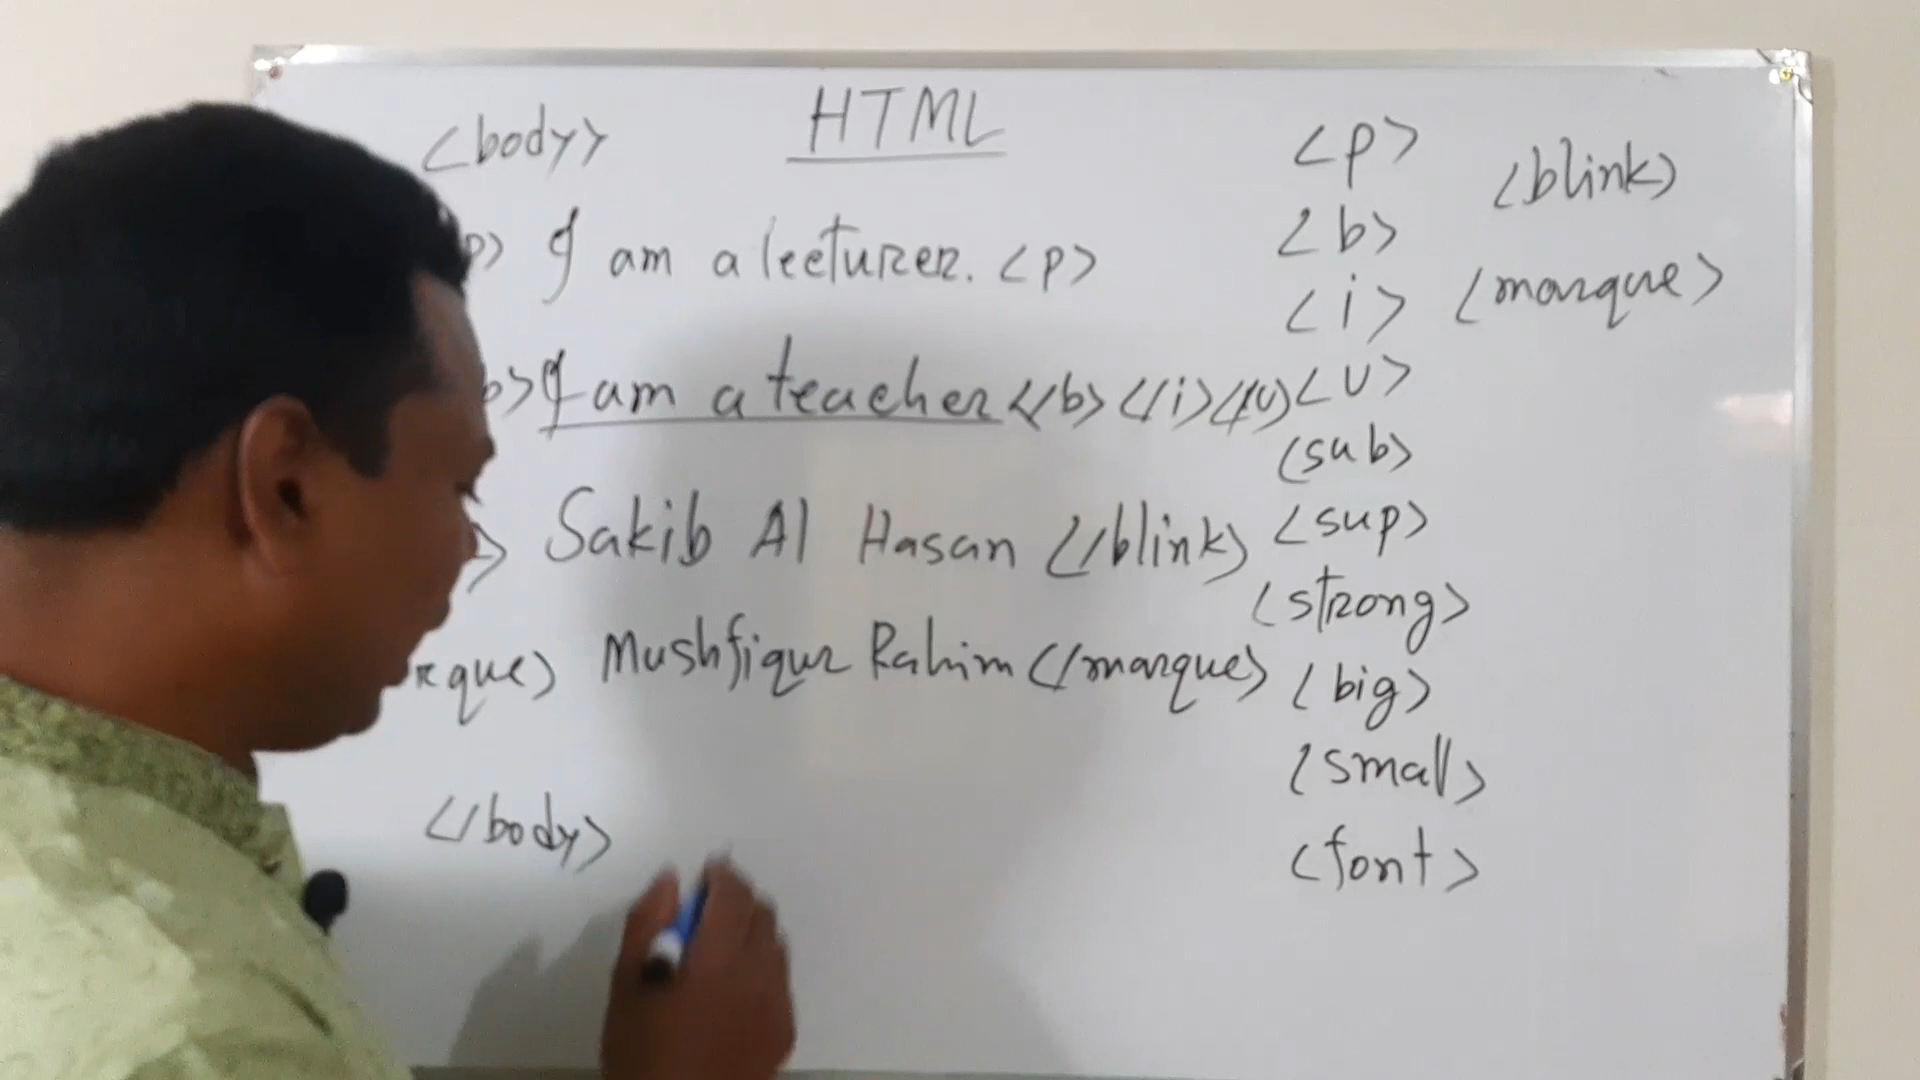 HTML
<body>
p> I am a lecturer. <p>
b>I am a teacher </b> </i> </u>
> Sakib Al Hasan </blink>
rque> Mushfiqur Rahim </marque>
</body>
<p>
<b>
<i>
<u>
<sub>
<sup>
<strong>
<big>
<small>
<font>
<blink>
<marque>